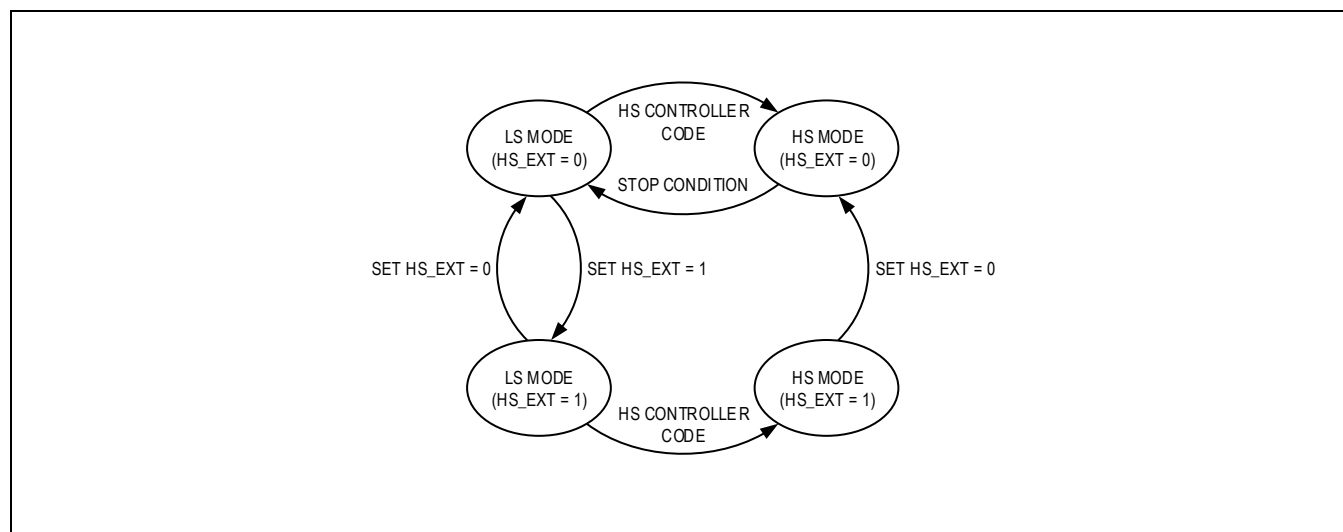 HS CONTROLLER
CODE
LS MODE
(HS_EXT = 0)
HS MODE
(HS_EXT = 0)
STOP CONDITION
SET HS_EXT = 0
SET HS_EXT = 1
SET HS_EXT = 0
LS MODE
(HS_EXT = 1)
HS MODE
(HS_EXT = 1)
HS CONTROLLER
CODE